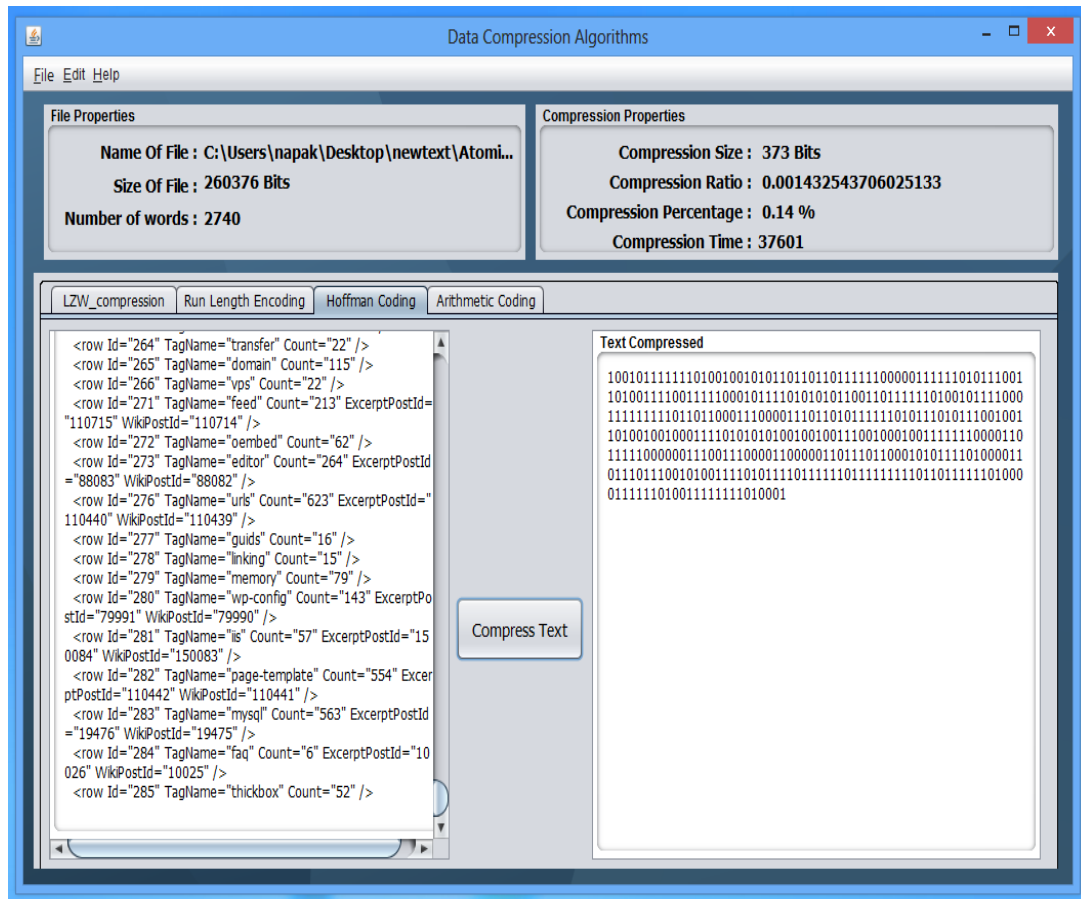 Data Compression Algorithms
File Edit Help
File Properties
Name Of File : C:\Users\napak\Desktop\newtext\Atomi...
Size Of File : 260376 Bits
Number of words : 2740
Compression Properties
Compression Size : 373 Bits
Compression Ratio : 0.001432543706025133
Compression Percentage : 0.14 %
Compression Time : 37601
LZW_compression Run Length Encoding Hoffman Coding Arithmetic Coding
<row Id="264" TagName="transfer" Count="22" />
<row Id="265" TagName="domain" Count="115" />
<row Id="266" TagName="vps" Count="22" />
<row Id="271" TagName="feed" Count="213" ExcerptPostId=
"110715" WikiPostId="110714" />
<row Id="272" TagName="oembed" Count="62" />
<row Id="273" TagName="editor" Count="264" ExcerptPostId
="88083" WikiPostId="88082" />
<row Id="276" TagName="urls" Count="623" ExcerptPostId="
110440" WikiPostId="110439" />
<row Id="277" TagName="guids" Count="16" />
<row Id="278" TagName="linking" Count="15" />
<row Id="279" TagName="memory" Count="79" />
<row Id="280" TagName="wp-config" Count="143" ExcerptPo
stId="79991" WikiPostId="79990" />
<row Id="281" TagName="iis" Count="57" ExcerptPostId="15
0084" WikiPostId="150083" />
<row Id="282" TagName="page-template" Count="554" Excer
ptPostId="110442" WikiPostId="110441" />
<row Id="283" TagName="mysql" Count="563" ExcerptPostId
="19476" WikiPostId="19475" />
<row Id="284" TagName="faq" Count="6" ExcerptPostId="10
026" WikiPostId="10025" />
<row Id="285" TagName="thickbox" Count="52" />
Compress Text
Text Compressed